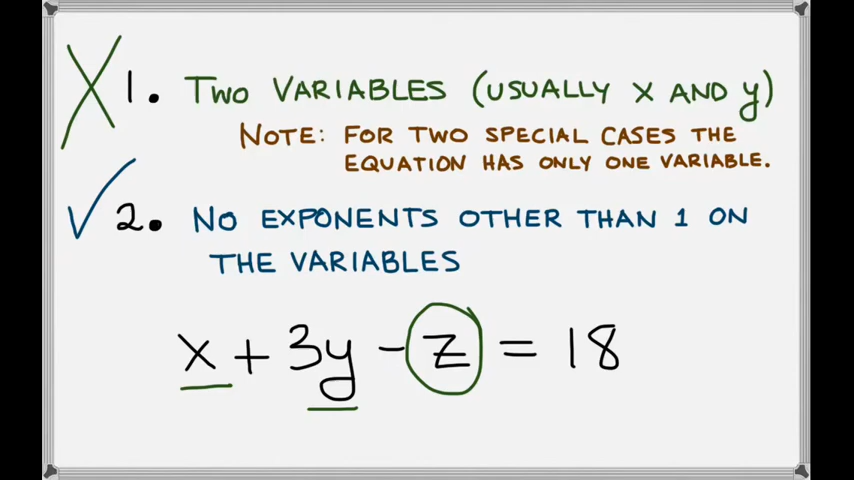 1. TWO VARIABLES (USUALLY X AND y)
NOTE: FOR TWO SPECIAL CASES THE
EQUATION HAS ONLY ONE VARIABLE.
2. NO EXPONENTS OTHER THAN 1 ON
THE VARIABLES
x + 3y - z = 18